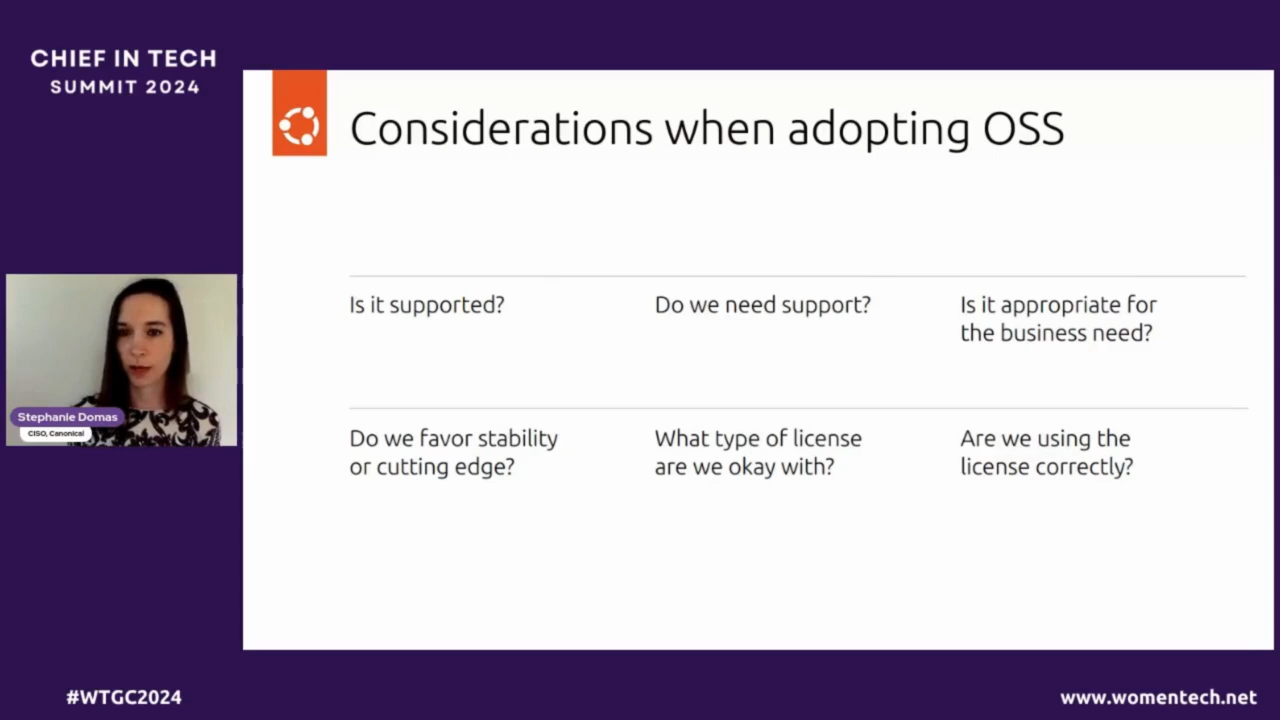 CHIEF IN TECH
SUMMIT 2024
Considerations when adopting OSS
Is it supported?
Do we need support?
Is it appropriate for
the business need?
Do we favor stability
or cutting edge?
What type of license
are we okay with?
Are we using the
license correctly?
Stephanie Domas
CISO, Canonical
#WTGC2024
www.womentech.net